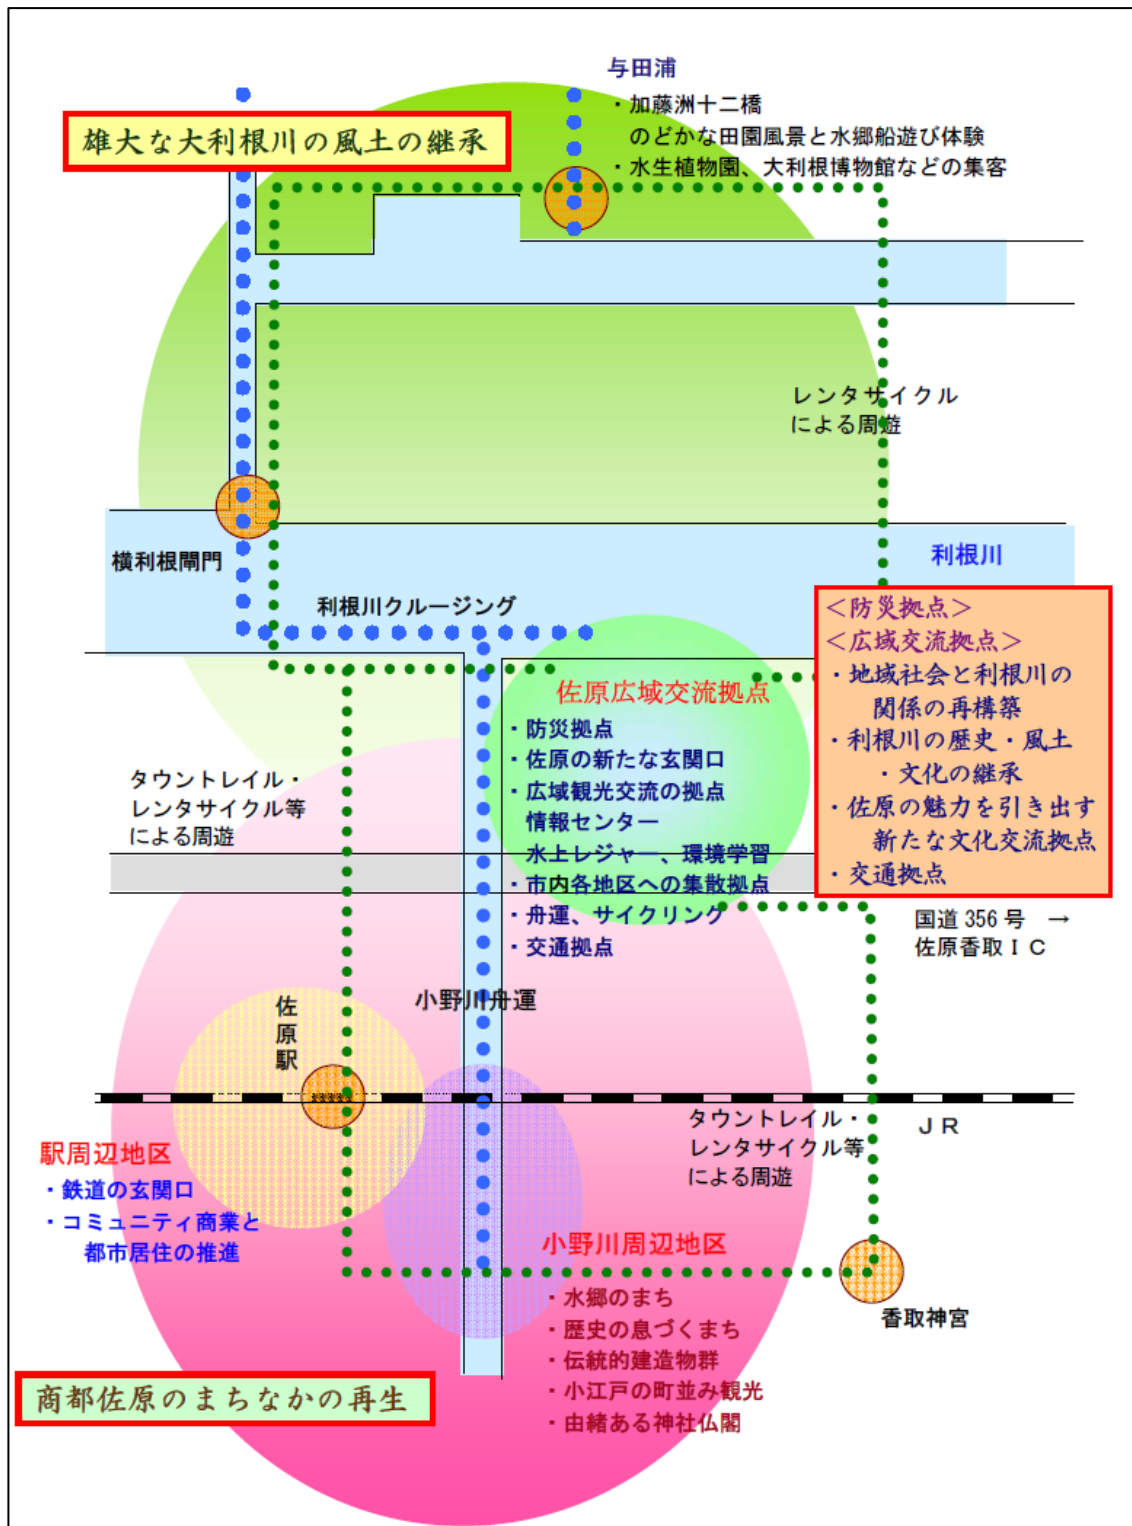 与田浦
・加藤洲十二橋
のどかな田園風景と水郷船遊び体験
・水生植物園、大利根博物館などの集客
雄大な大利根川の風土の継承
レンタサイクル
による周遊
横利根閘門
利根川
利根川クルージング
＜防災拠点＞
＜広域交流拠点＞
・地域社会と利根川の
関係の再構築
・利根川の歴史・風土
・文化の継承
・佐原の魅力を引き出す
新たな文化交流拠点
・交通拠点
佐原広域交流拠点
・防災拠点
・佐原の新たな玄関口
・広域観光交流の拠点
情報センター
水上レジャー、環境学習
・市内各地区への集散拠点
・舟運、サイクリング
・交通拠点
タウントレイル・
レンタサイクル等
による周遊
国道 356 号　→
佐原香取ＩＣ
小野川舟運
佐原駅
ＪＲ
タウントレイル・
レンタサイクル等
による周遊
駅周辺地区
・鉄道の玄関口
・コミュニティ商業と
都市居住の推進
小野川周辺地区
・水郷のまち
・歴史の息づくまち
・伝統的建造物群
・小江戸の町並み観光
・由緒ある神社仏閣
香取神宮
商都佐原のまちなかの再生